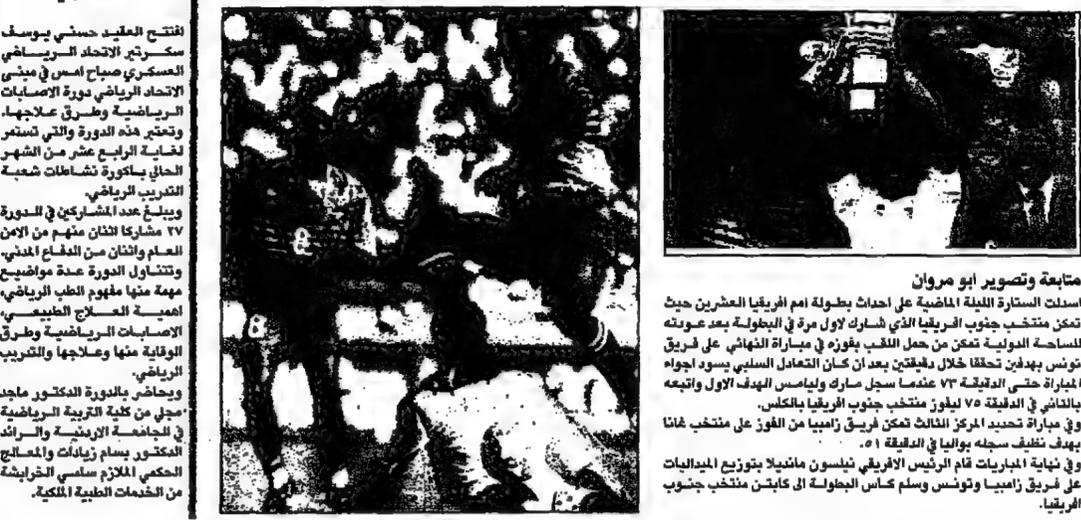 متابعة وتصوير ابو مروان
اسدلت الستارة الليلة الماضية على احداث بطولة امم افريقيا العشرين حيث
تمكن منتخب جنوب افريقيا الذي شارك لاول مرة في البطولة بعد عودته
للساحة الدولية تمكن من حمل اللقب بفوزه في مباراة النهائي على فريق
تونس بهدفين تحققا خلال دقيقتين بعد أن كان التعادل السلبي يسود اجواء
المباراة حتى الدقيقة ٧٣ عندما سجل مارك وليامس الهدف الاول واتبعه
بالثاني في الدقيقة ٧٥ ليفوز منتخب جنوب افريقيا بالكاس.
وفي مباراة تحديد المركز الثالث تمكن فريق زامبيا من الفوز على منتخب غانا
بهدف نظيف سجله بواليا في الدقيقة ٥١.
وفي نهاية المباريات قام الرئيس الافريقي نيلسون مانديلا بتوزيع الميداليات
على فريق زامبيا وتونس وسلم كاس البطولة الى كابتن منتخب جنوب
افريقيا.
افتتح العقيد حسني يوسف
سكرتير الاتحاد الرياضي
العسكري صباح امس في مبنى
الاتحاد الرياضي دورة الاصابات
الرياضية وطرق علاجها.
وتعتبر هذه الدورة والتي تستمر
لغاية الرابع عشر من الشهر
الحالي باكورة نشاطات شعبة
التدريب الرياضي.
ويبلغ عدد المشاركين في الدورة
٢٧ مشاركا اثنان منهم من الامن
العام واثنان من الدفاع المدني.
وتتناول الدورة عدة مواضيع
مهمة منها مفهوم الطب الرياضي،
اهمية العلاج الطبيعي،
الاصابات الرياضية وطرق
الوقاية منها وعلاجها والتدريب
الرياضي.
ويحاضر بالدورة الدكتور ماجد
مجلي من كلية التربية الرياضية
في الجامعة الاردنية والرائد
الدكتور بسام زيادات والمعالج
الحكمي الملازم سلمى الخرابشة
من الخدمات الطبية الملكية.